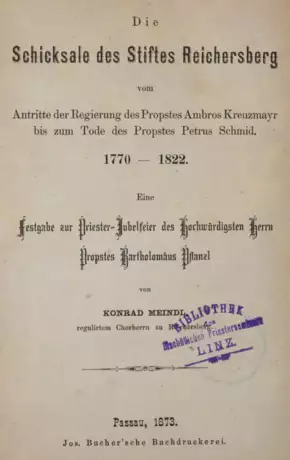 Die
Schicksale des Stiftes Reichersberg
vom
Antritte der Regierung des Propstes Ambros Kreuzmayr
bis zum Tode des Propstes Petrus Schmid.
1770 — 1822.
Eine
Festgabe zur Priester-Jubelfeier des Hochwürdigsten Herrn
Propstes Bartholomäus Pflanzl
von
KONRAD MEINDL,
regulirtem Chorherrn zu Reichersberg.
BIBLIOTHEK
bischöflichen Priesterseminars
LINZ.
Passau, 1873.
Jos. Bucher'sche Buchdruckerei.